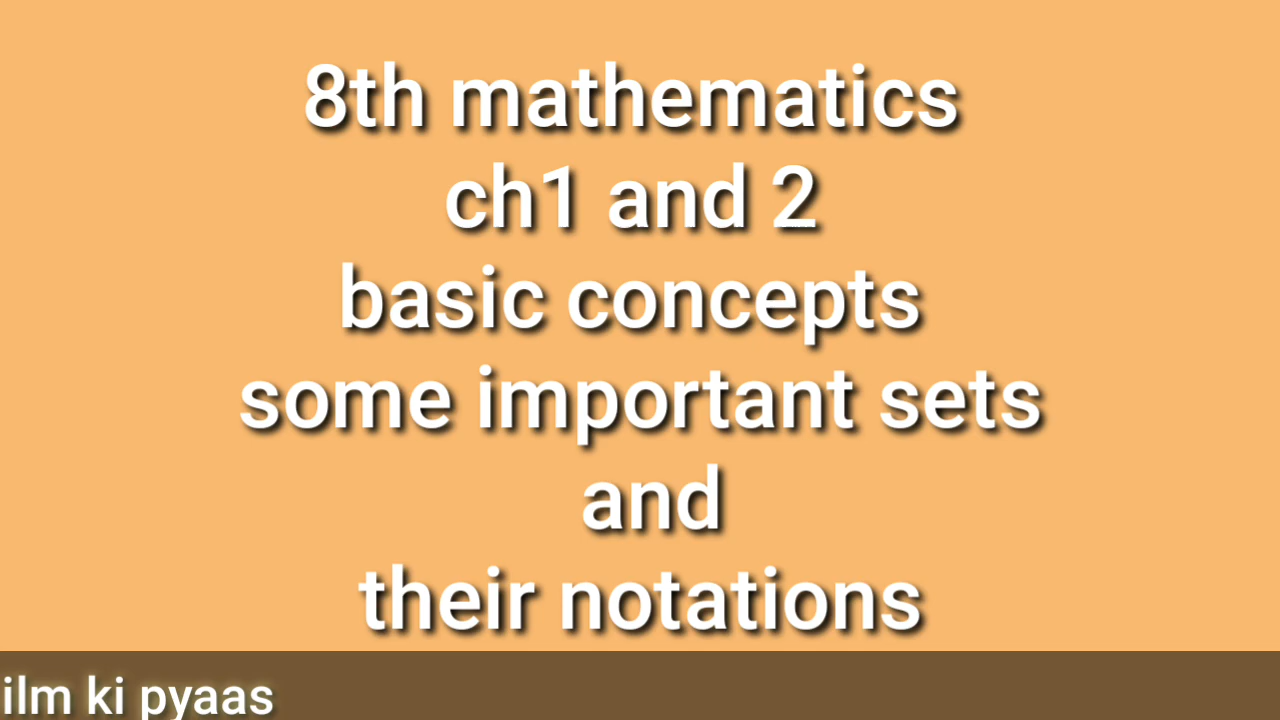 8th mathematics
ch1 and 2
basic concepts
some important sets
and
their notations
ilm ki pyaas